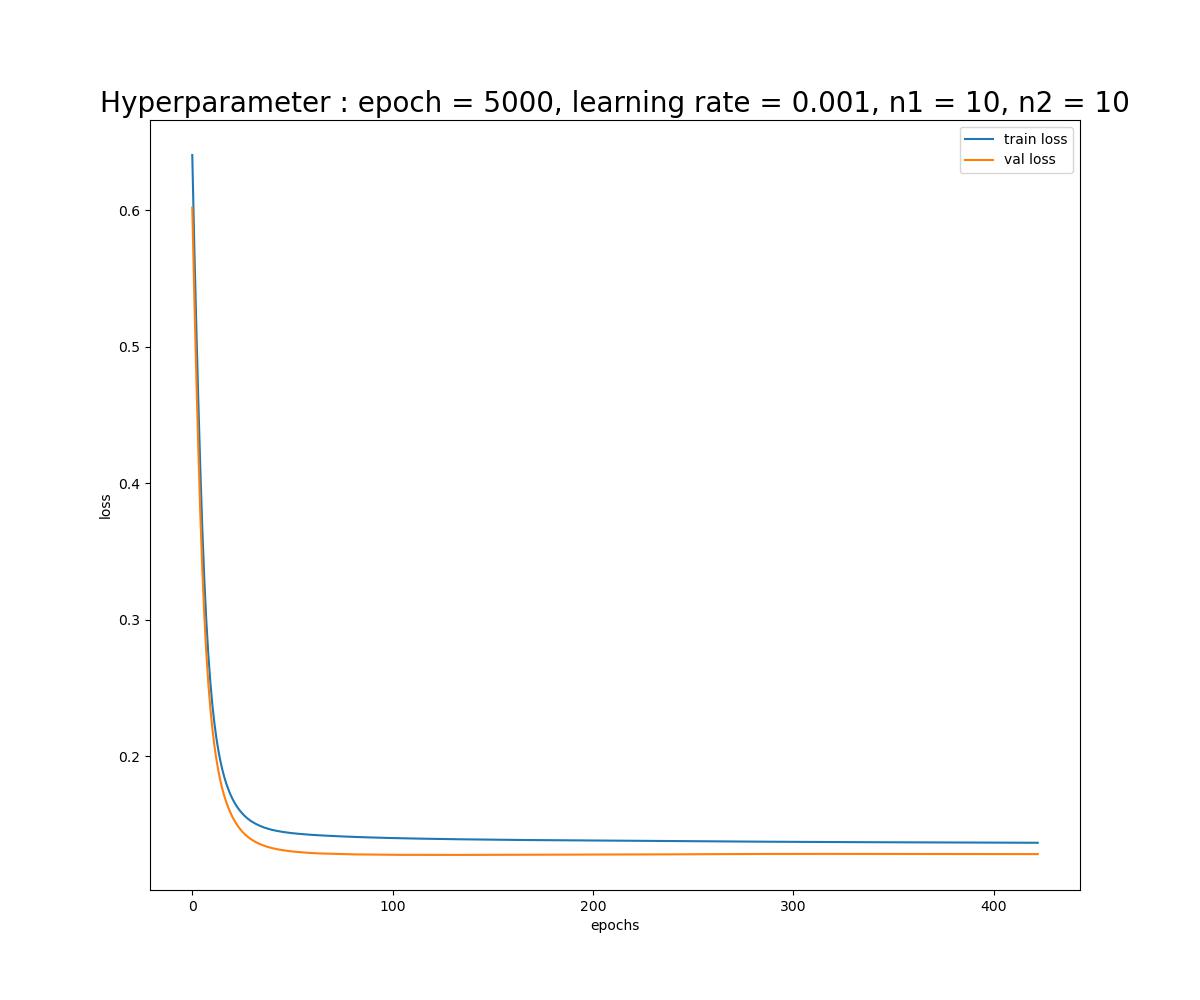 Hyperparameter : epoch = 5000, learning rate = 0.001, n1 = 10, n2 = 10
train loss
val loss
0.6
0.5
0.4
0.3
0.2
loss
0 100 200 300 400
epochs